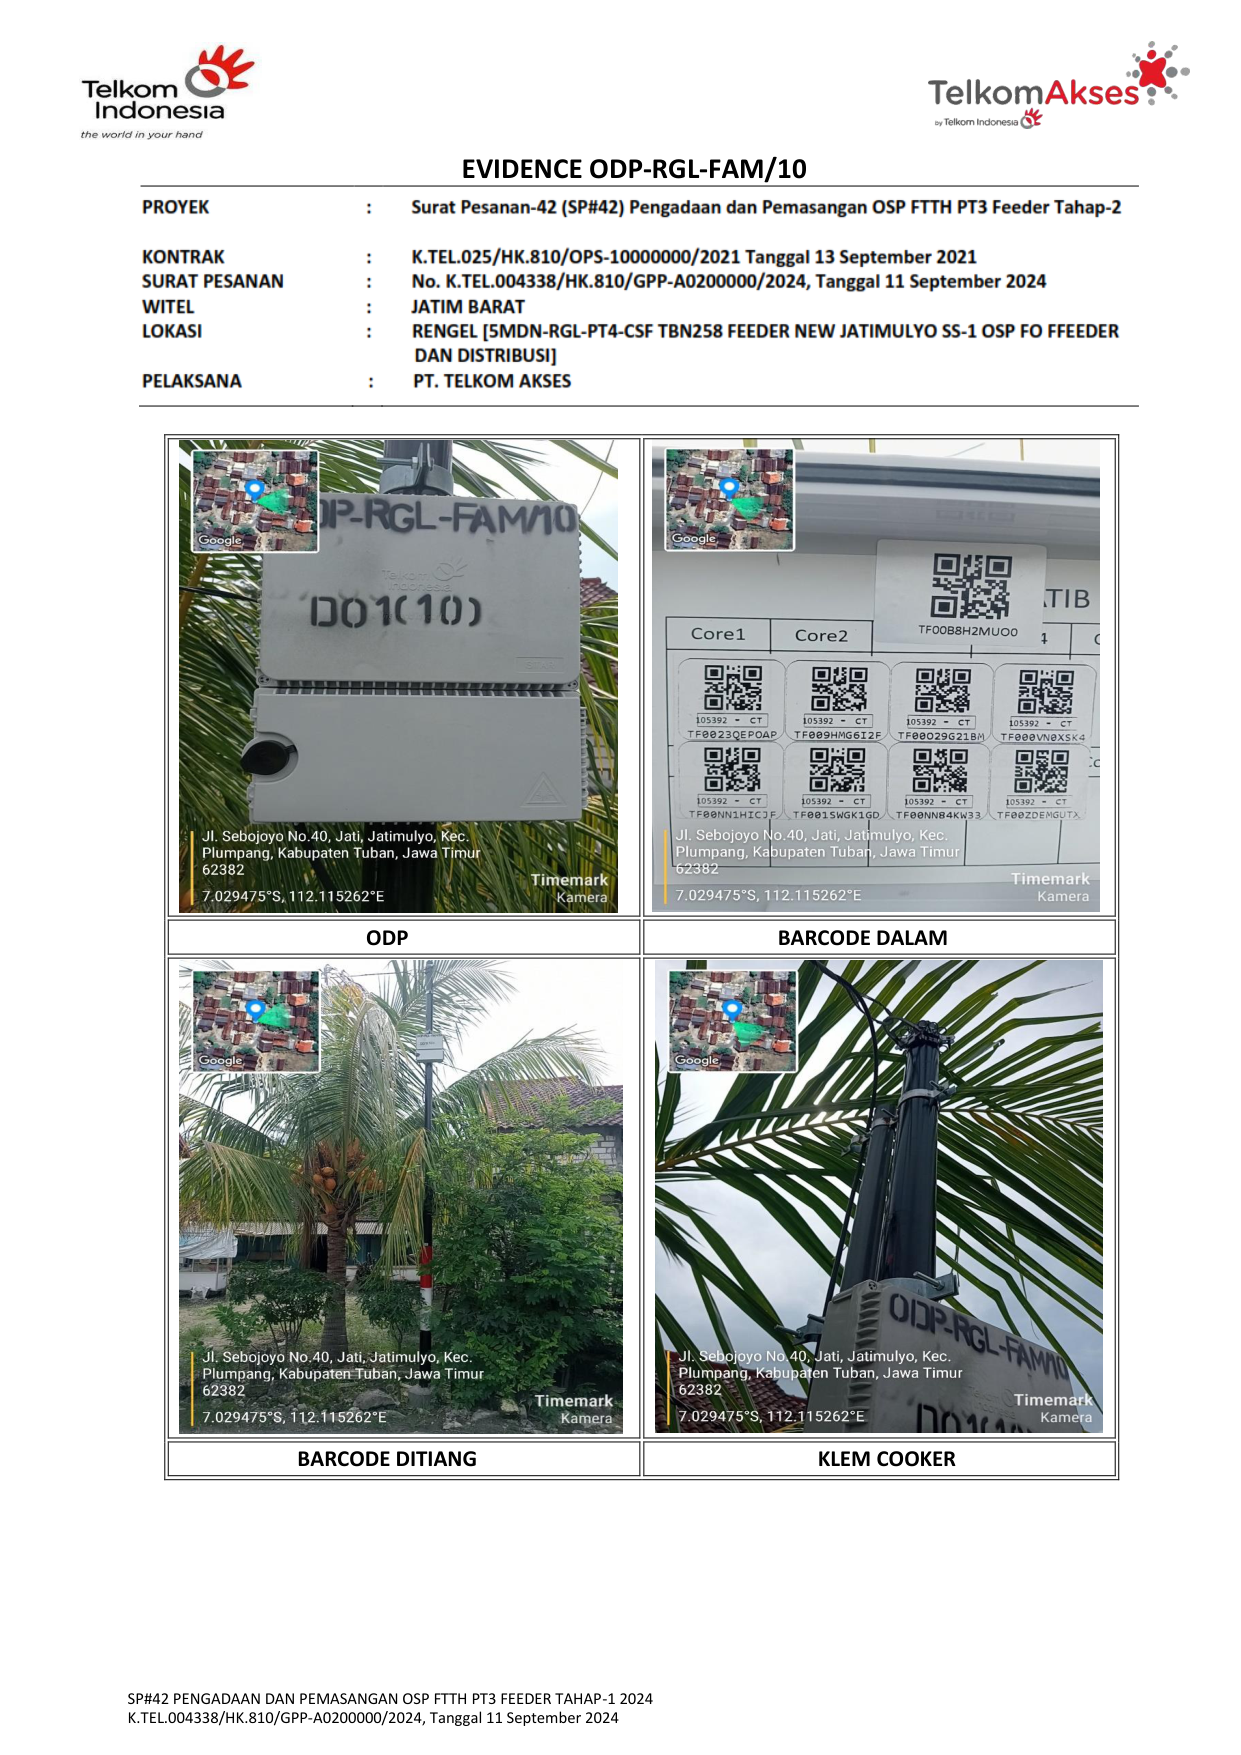 Telkom
Indonesia
the world in your hand
TelkomAkses
by Telkom Indonesia
EVIDENCE ODP-RGL-FAM/10
PROYEK : Surat Pesanan-42 (SP#42) Pengadaan dan Pemasangan OSP FTTH PT3 Feeder Tahap-2
KONTRAK : K.TEL.025/HK.810/OPS-10000000/2021 Tanggal 13 September 2021
SURAT PESANAN : No. K.TEL.004338/HK.810/GPP-A0200000/2024, Tanggal 11 September 2024
WITEL : JATIM BARAT
LOKASI : RENGEL [5MDN-RGL-PT4-CSF TBN258 FEEDER NEW JATIMULYO SS-1 OSP FO FFEEDER
DAN DISTRIBUSI]
PELAKSANA : PT. TELKOM AKSES
Google
DP-RGL-FAM/10
Telkom
Indonesia
D01(10)
Jl. Sebojoyo No.40, Jati, Jatimulyo, Kec.
Plumpang, Kabupaten Tuban, Jawa Timur
62382
7.029475°S, 112.115262°E
Timemark
Kamera
Google
TF00B8H2MUO0
TIB
Core1 Core2 4
105392 - CT 105392 - CT 105392 - CT 105392 - CT
TF0023QEPOAP TF009HMG6I2F TF00O29G21BM TF000VN0XSK4
105392 - CT 105392 - CT 105392 - CT 105392 - CT
TF00NN1HICJF TF001SWGK1GD TF00NN84KW33 TF00ZDEMGUTX
Jl. Sebojoyo No.40, Jati, Jatimulyo, Kec.
Plumpang, Kabupaten Tuban, Jawa Timur
62382
7.029475°S, 112.115262°E
Timemark
Kamera
ODP BARCODE DALAM
Google
Jl. Sebojoyo No.40, Jati, Jatimulyo, Kec.
Plumpang, Kabupaten Tuban, Jawa Timur
62382
7.029475°S, 112.115262°E
Timemark
Kamera
Google
ODP-RGL-FAM/10
Jl. Sebojoyo No.40, Jati, Jatimulyo, Kec.
Plumpang, Kabupaten Tuban, Jawa Timur
62382
7.029475°S, 112.115262°E
Timemark
Kamera
BARCODE DITIANG KLEM COOKER
SP#42 PENGADAAN DAN PEMASANGAN OSP FTTH PT3 FEEDER TAHAP-1 2024
K.TEL.004338/HK.810/GPP-A0200000/2024, Tanggal 11 September 2024